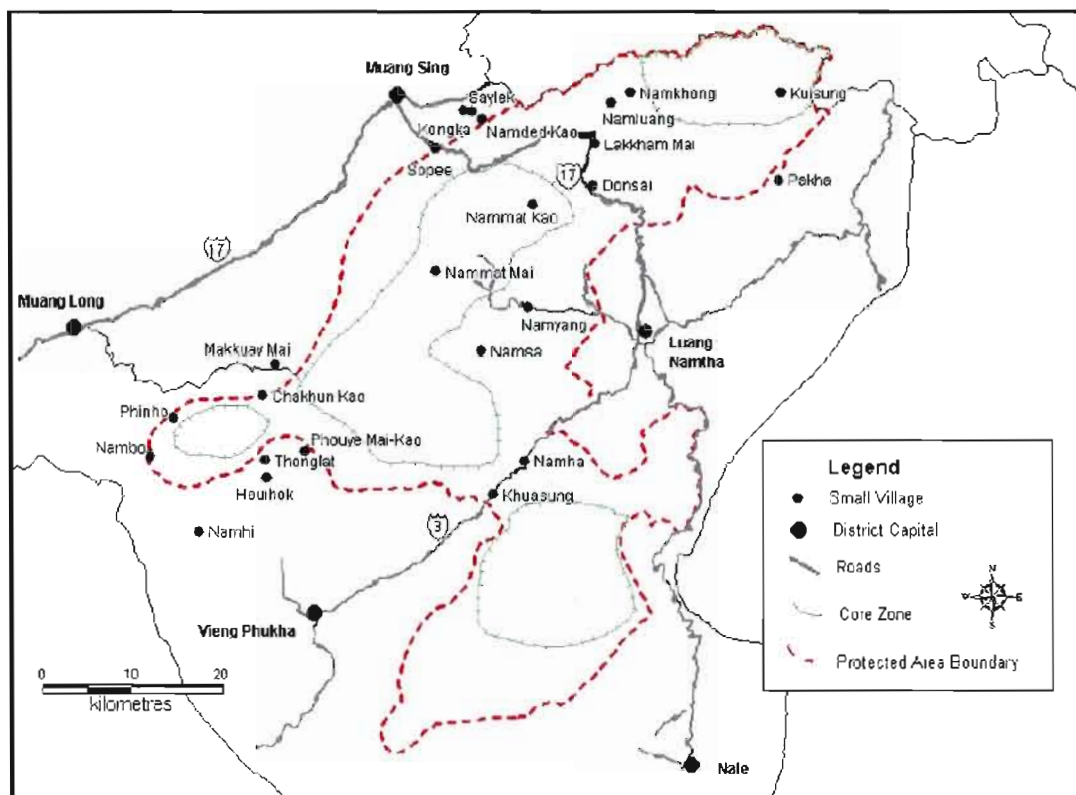 Muang Sing
Saylek
Kongka
Namded-Kao
Sopee
Namkhong
Namluang
Kuisung
Lakkham Mai
17
Donsai
Pakha
Nammat Kao
17
Nammat Mai
Muang Long
Namyang
Luang
Namtha
Makkuay Mai
Namsa
Chakhun Kao
Phinho
Phouye Mai-Kao
Nambo
Thonglat
Namha
Houhok
Khuasung
3
Namhi
Vieng Phukha
0 10 20
kilometres
Nale
Legend
Small Village
District Capital
Roads
Core Zone
Protected Area Boundary
N
E
S